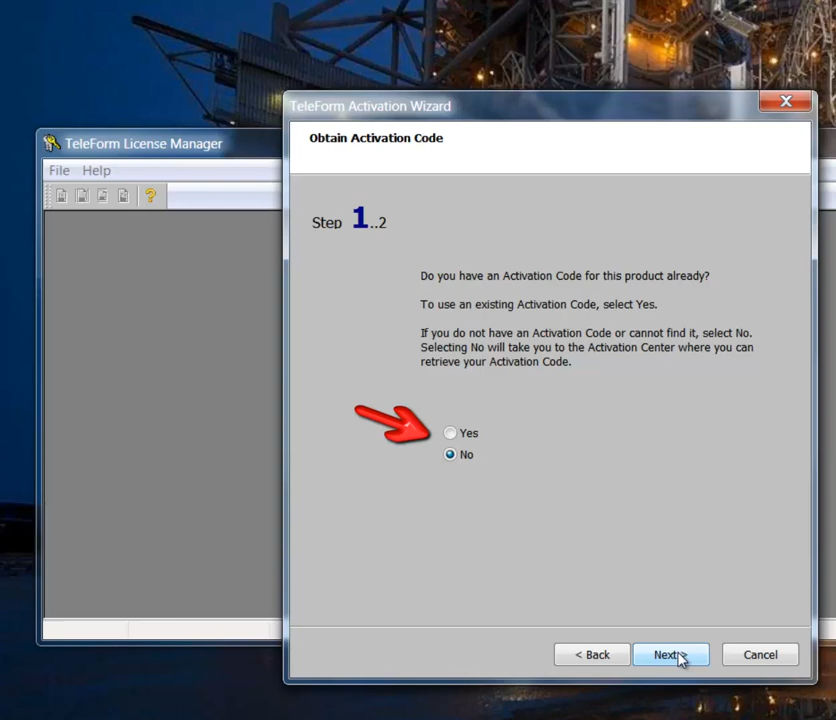 TeleForm Activation Wizard
Obtain Activation Code
TeleForm License Manager
File Help
Step 1..2
Do you have an Activation Code for this product already?
To use an existing Activation Code, select Yes.
If you do not have an Activation Code or cannot find it, select No.
Selecting No will take you to the Activation Center where you can
retrieve your Activation Code.
Yes
No
< Back Next > Cancel